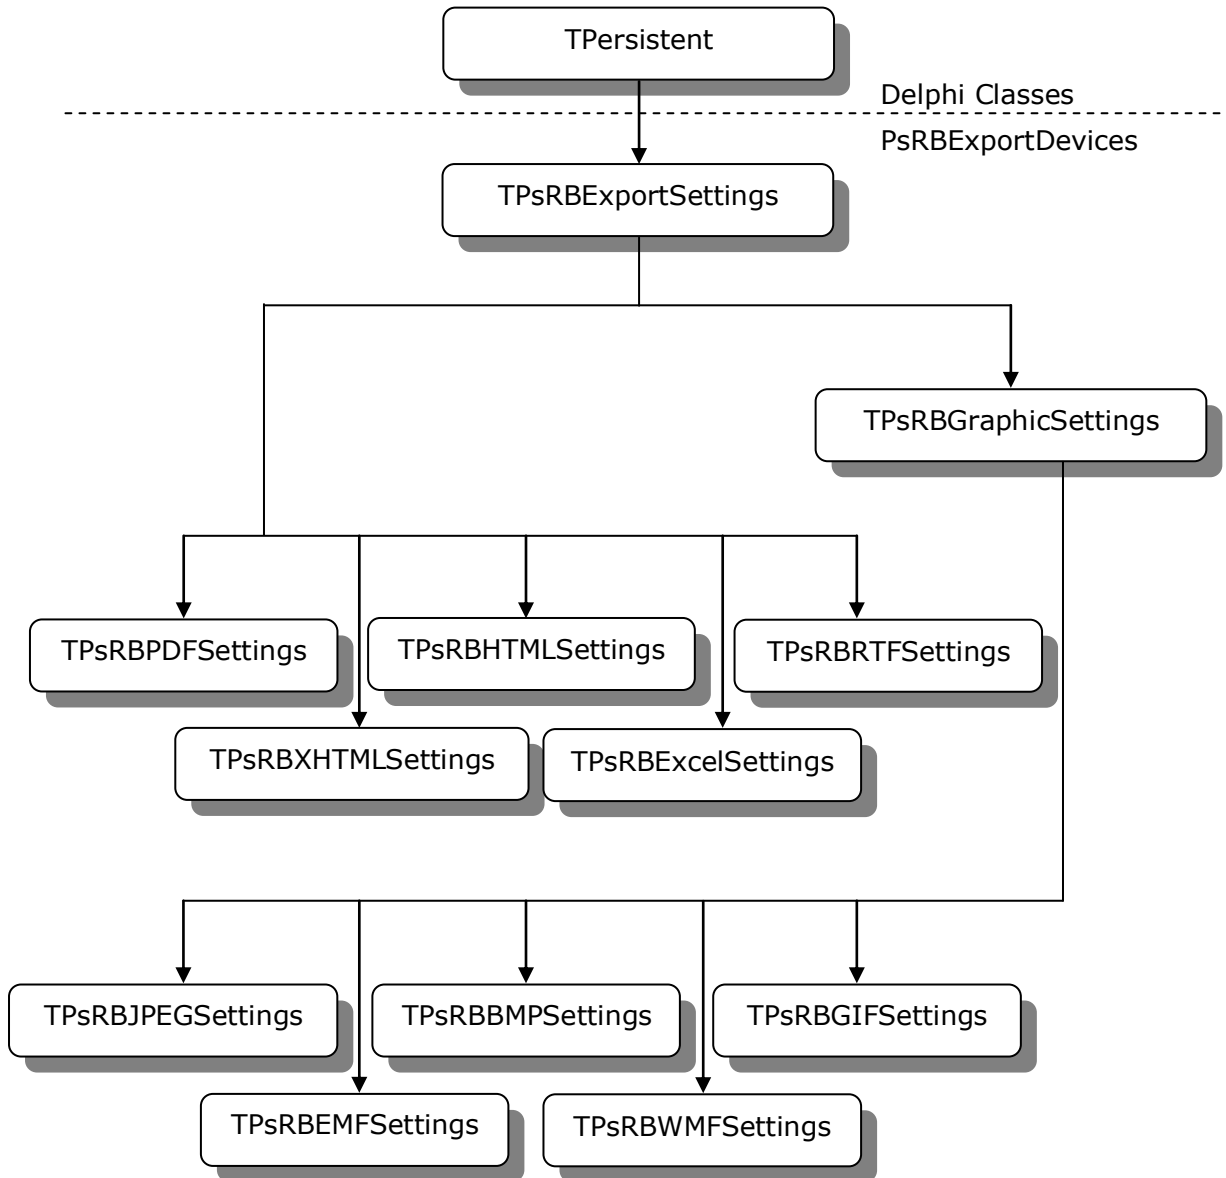 TPersistent
Delphi Classes
PsRBExportDevices
TPsRBExportSettings
TPsRBGraphicSettings
TPsRBPDFSettings
TPsRBHTMLSettings
TPsRBRTFSettings
TPsRBXHTMLSettings
TPsRBExcelSettings
TPsRBJPEGSettings
TPsRBBMPSettings
TPsRBGIFSettings
TPsRBEMFSettings
TPsRBWMFSettings